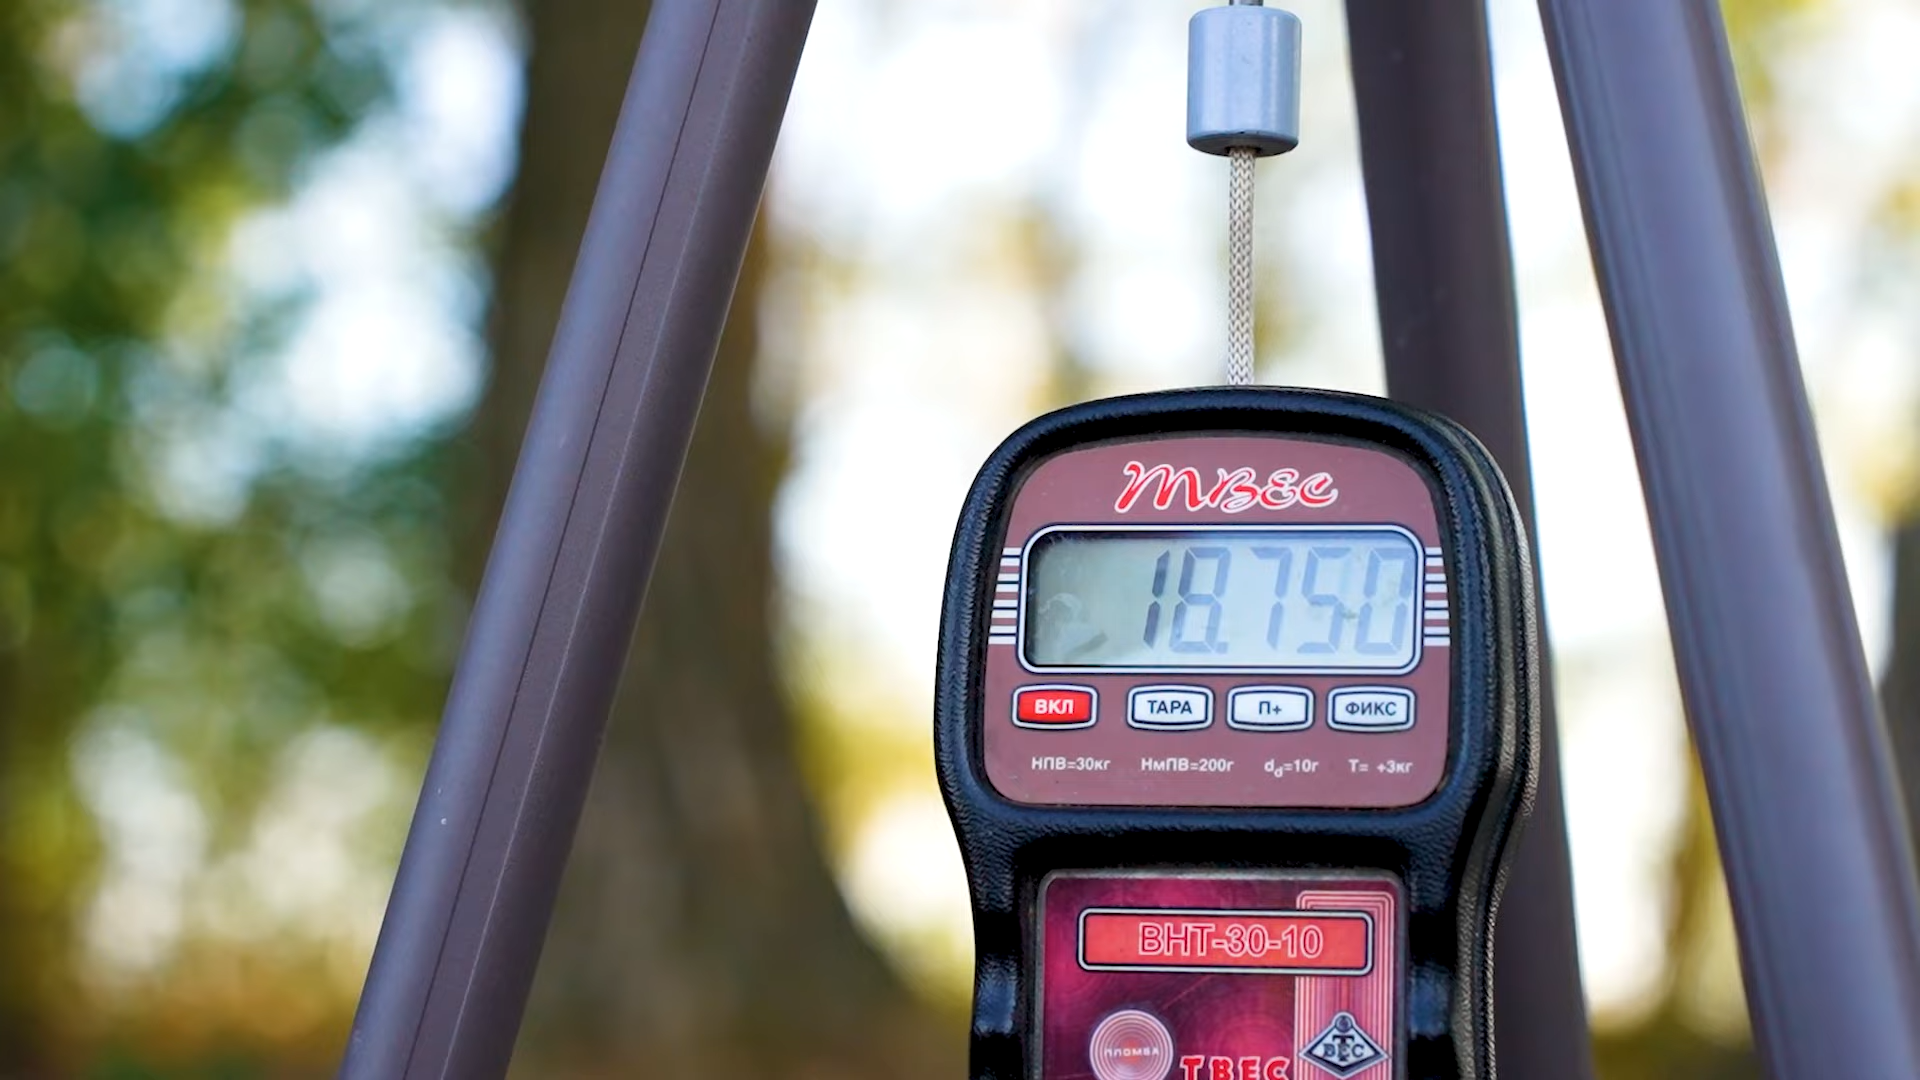 ТВЕС
18.750
ВКЛ ТАРА П+ ФИКС
НПВ=30кг НмПВ=200г dd=10г Т= +3кг
ВНТ-30-10
ПЛОМБА
ТВЕС
ТВЕС